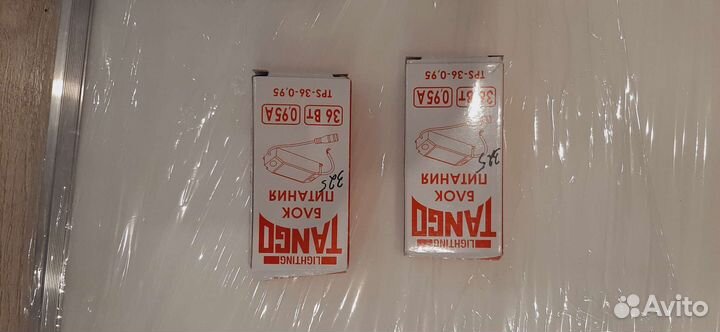 LIGHTING
TANGO
БЛОК
ПИТАНИЯ
325
36 Вт 0,95А
TPS-36-0,95
LIGHTING
TANGO
БЛОК
ПИТАНИЯ
325
36 Вт 0,95А
TPS-36-0,95
Avito